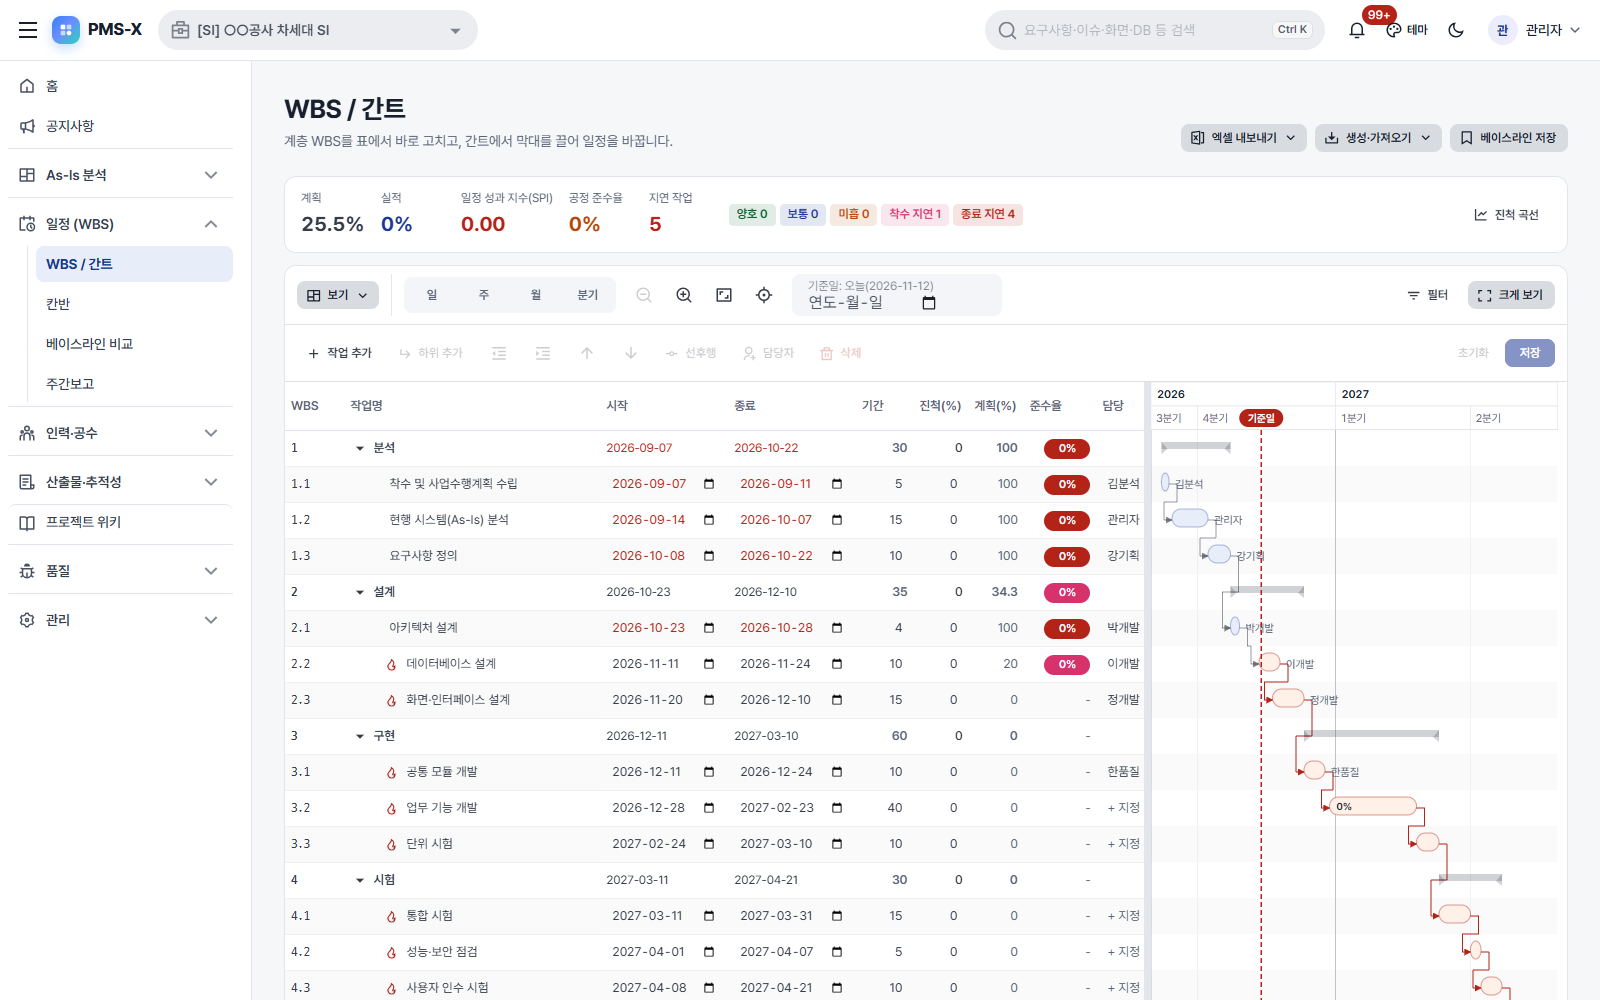 PMS-X
[SI] OO공사 차세대 SI
요구사항·이슈·화면·DB 등 검색
Ctrl K
99+
테마
관
관리자
홈
공지사항
As-Is 분석
일정 (WBS)
WBS / 간트
칸반
베이스라인 비교
주간보고
인력·공수
산출물·추적성
프로젝트 위키
품질
관리
WBS / 간트
계층 WBS를 표에서 바로 고치고, 간트에서 막대를 끌어 일정을 바꿉니다.
엑셀 내보내기
생성·가져오기
베이스라인 저장
계획 실적 일정 성과 지수(SPI) 공정 준수율 지연 작업
25.5% 0% 0.00 0% 5
양호 0 보통 0 미흡 0 착수 지연 1 종료 지연 4
진척 곡선
보기
일 주 월 분기
기준일: 오늘(2026-11-12)
연도-월-일
필터
크게 보기
작업 추가 하위 추가 선후행 담당자 삭제
초기화 저장
WBS 작업명 시작 종료 기간 진척(%) 계획(%) 준수율 담당
2026 2027
3분기 4분기 기준일 1분기 2분기
1 분석 2026-09-07 2026-10-22 30 0 100 0%
1.1 착수 및 사업수행계획 수립 2026-09-07 2026-09-11 5 0 100 0% 김분석 김분석
1.2 현행 시스템(As-Is) 분석 2026-09-14 2026-10-07 15 0 100 0% 관리자 관리자
1.3 요구사항 정의 2026-10-08 2026-10-22 10 0 100 0% 강기획 강기획
2 설계 2026-10-23 2026-12-10 35 0 34.3 0%
2.1 아키텍처 설계 2026-10-23 2026-10-28 4 0 100 0% 박개발 박개발
2.2 데이터베이스 설계 2026-11-11 2026-11-24 10 0 20 0% 이개발 이개발
2.3 화면·인터페이스 설계 2026-11-20 2026-12-10 15 0 0 - 정개발 정개발
3 구현 2026-12-11 2027-03-10 60 0 0 -
3.1 공통 모듈 개발 2026-12-11 2026-12-24 10 0 0 - 한품질 한품질
3.2 업무 기능 개발 2026-12-28 2027-02-23 40 0 0 - + 지정 0%
3.3 단위 시험 2027-02-24 2027-03-10 10 0 0 - + 지정
4 시험 2027-03-11 2027-04-21 30 0 0 -
4.1 통합 시험 2027-03-11 2027-03-31 15 0 0 - + 지정
4.2 성능·보안 점검 2027-04-01 2027-04-07 5 0 0 - + 지정
4.3 사용자 인수 시험 2027-04-08 2027-04-21 10 0 0 - + 지정